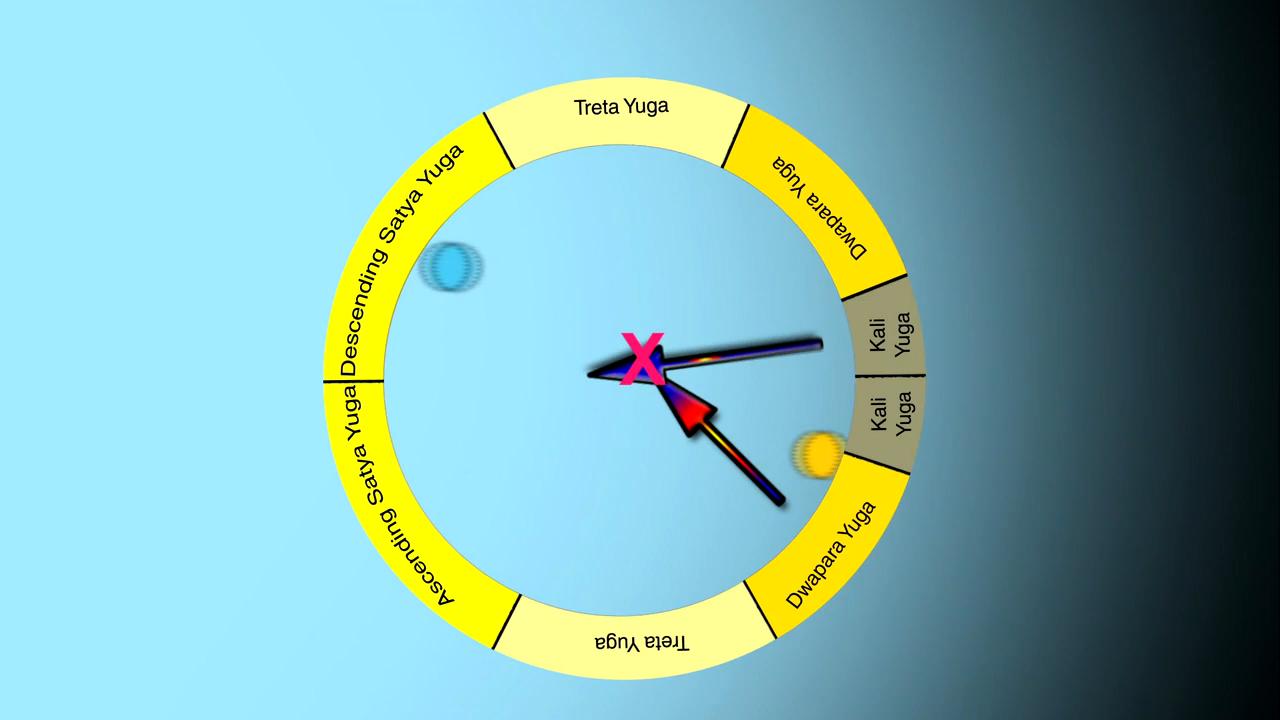 Treta Yuga
Dwapara Yuga
Descending Satya Yuga
Kali
Yuga
X
Kali
Yuga
Ascending Satya Yuga
Dwapara Yuga
Treta Yuga